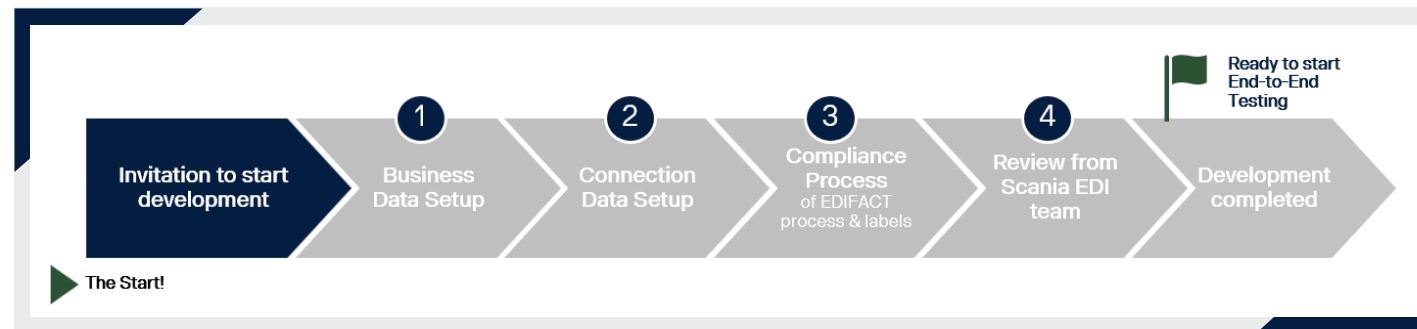 Ready to start
End-to-End
Testing
1
2
3
4
Invitation to start
development
Business
Data Setup
Connection
Data Setup
Compliance
Process
of EDIFACT
process & labels
Review from
Scania EDI
team
Development
completed
The Start!